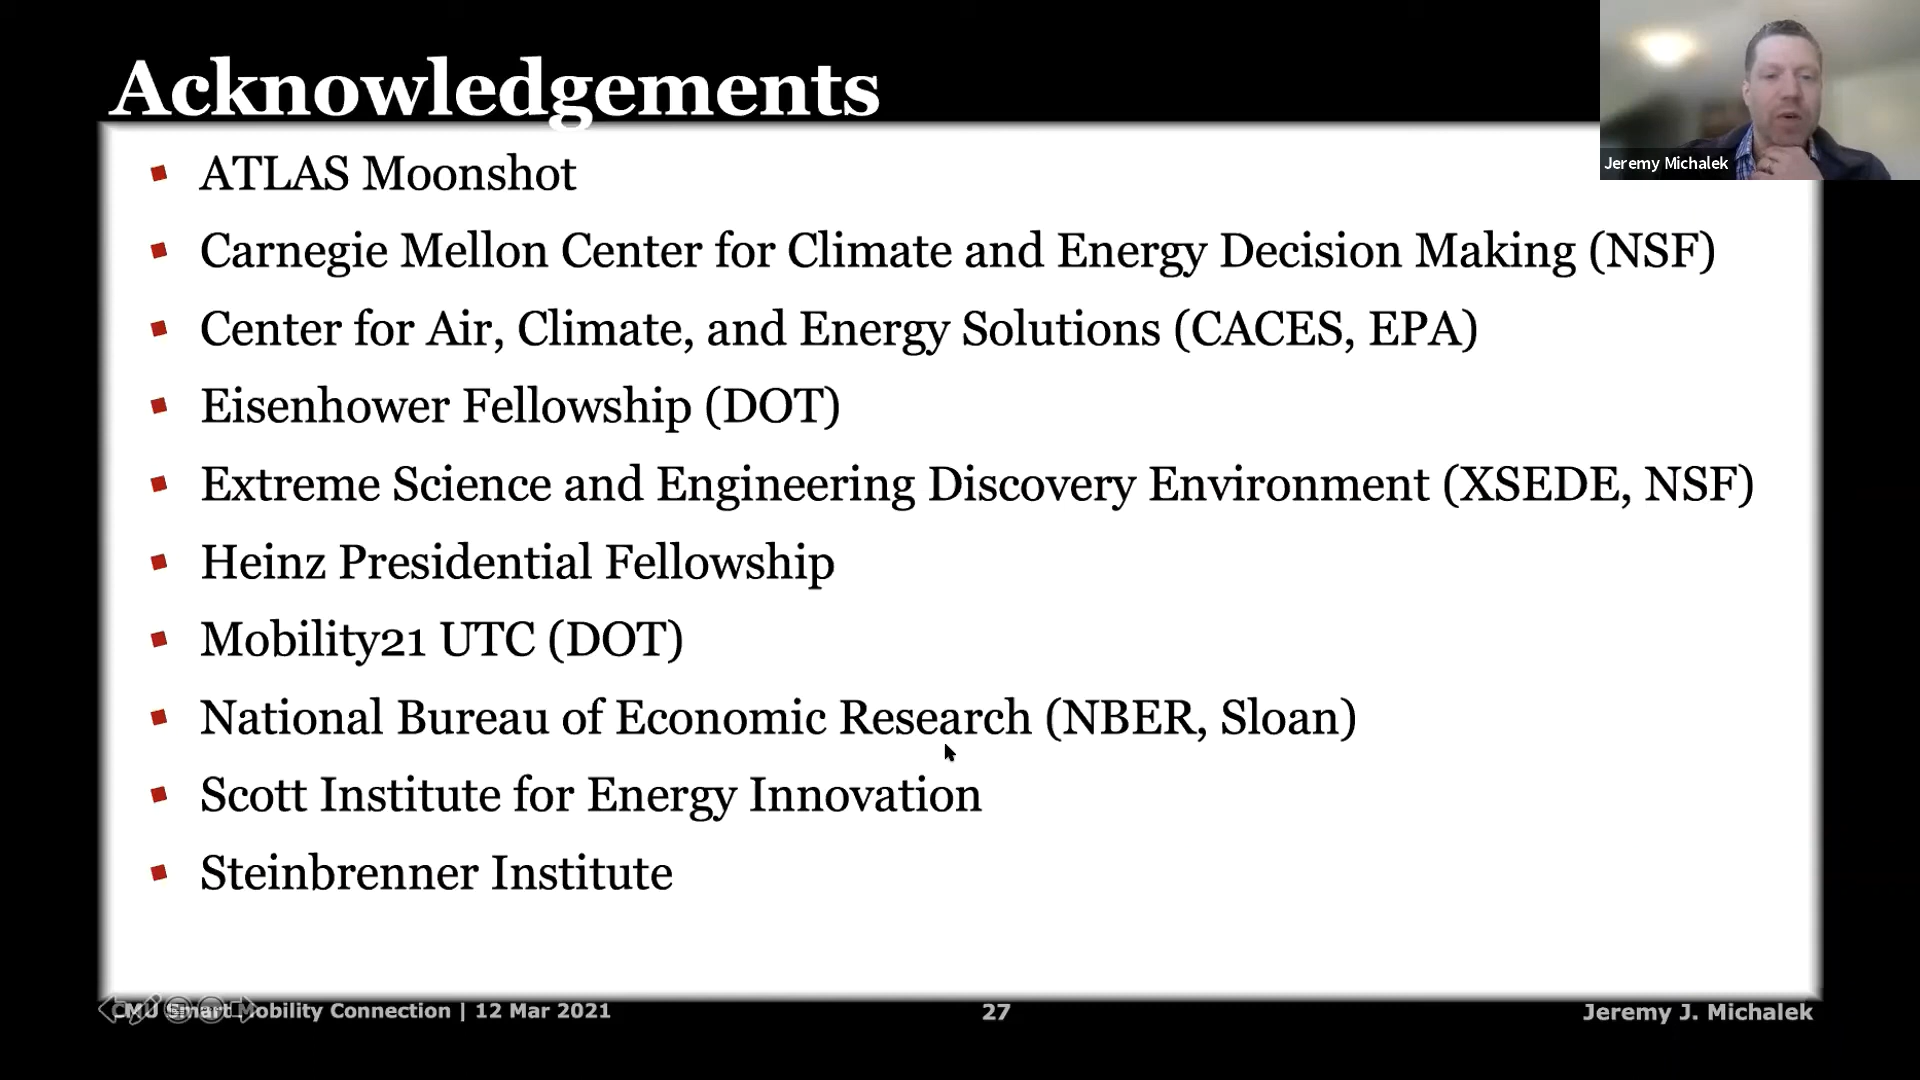 Acknowledgements
Jeremy Michalek
ATLAS Moonshot
Carnegie Mellon Center for Climate and Energy Decision Making (NSF)
Center for Air, Climate, and Energy Solutions (CACES, EPA)
Eisenhower Fellowship (DOT)
Extreme Science and Engineering Discovery Environment (XSEDE, NSF)
Heinz Presidential Fellowship
Mobility21 UTC (DOT)
National Bureau of Economic Research (NBER, Sloan)
Scott Institute for Energy Innovation
Steinbrenner Institute
CMU Smart Mobility Connection | 12 Mar 2021
27
Jeremy J. Michalek